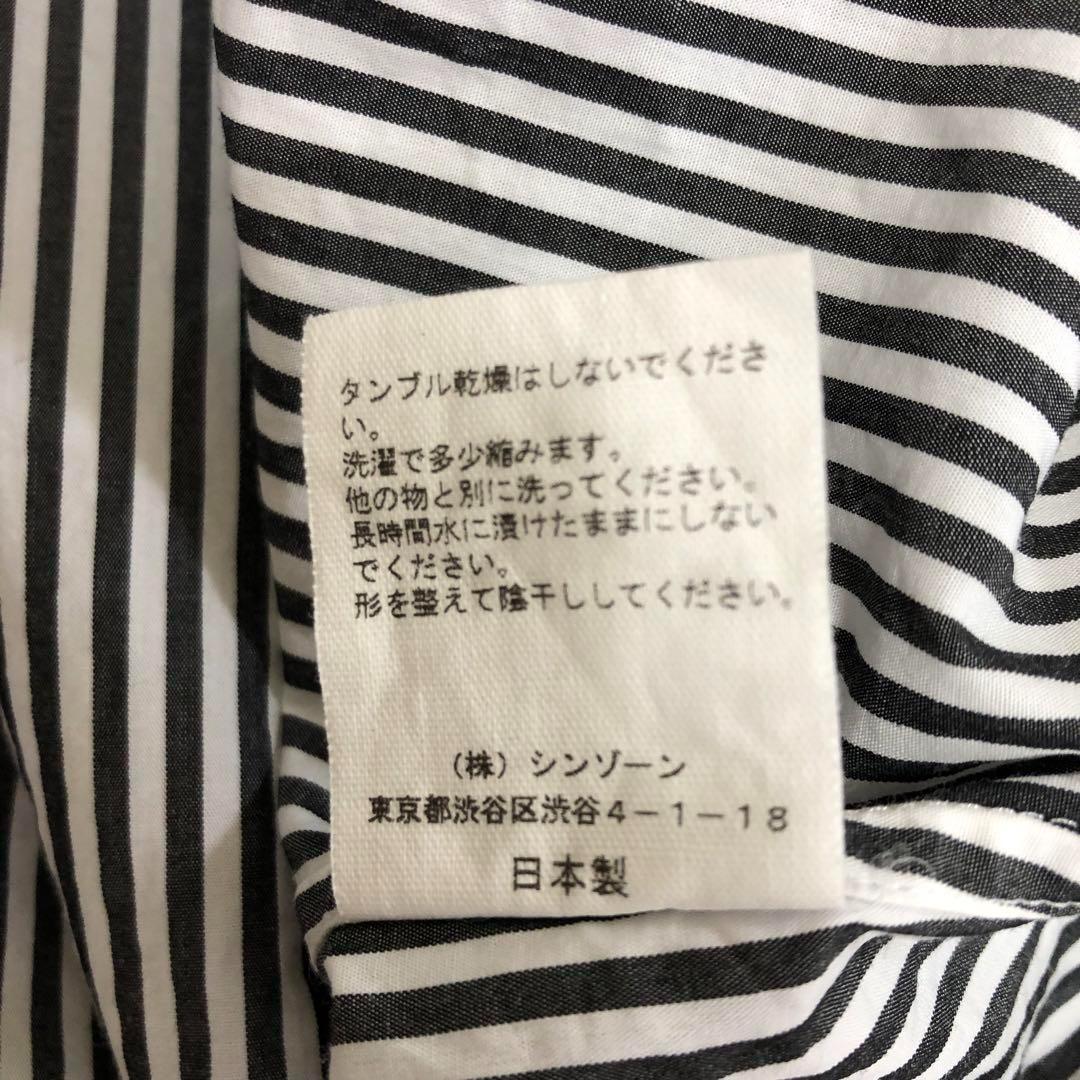 タンブル乾燥はしないでくださ
い。
洗濯で多少縮みます。
他の物と別に洗ってください。
長時間水に漬けたままにしない
でください。
形を整えて陰干ししてください。
（株）シンゾーン
東京都渋谷区渋谷４－１－１８
日本製